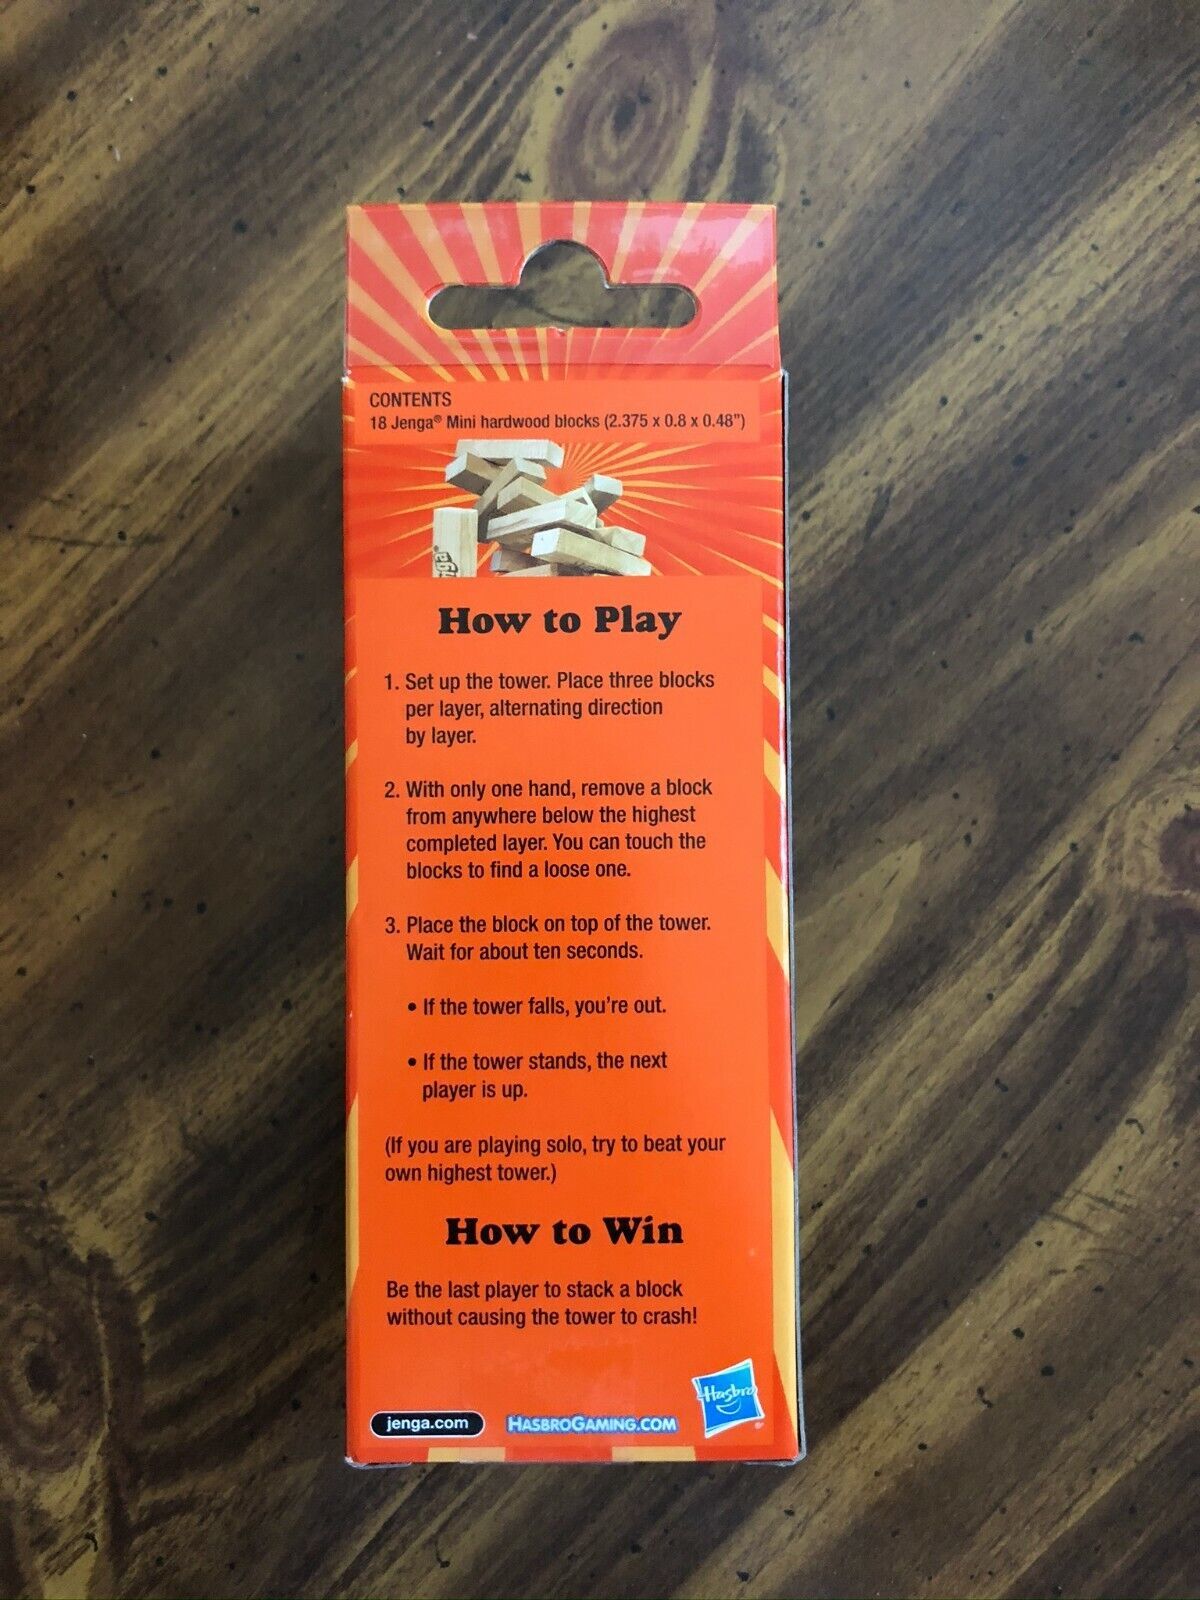 CONTENTS
18 Jenga® Mini hardwood blocks (2.375 x 0.8 x 0.48")
nga®
How to Play
1. Set up the tower. Place three blocks
per layer, alternating direction
by layer.
2. With only one hand, remove a block
from anywhere below the highest
completed layer. You can touch the
blocks to find a loose one.
3. Place the block on top of the tower.
Wait for about ten seconds.
• If the tower falls, you're out.
• If the tower stands, the next
player is up.
(If you are playing solo, try to beat your
own highest tower.)
How to Win
Be the last player to stack a block
without causing the tower to crash!
jenga.com HASBROGAMING.COM Hasbro®